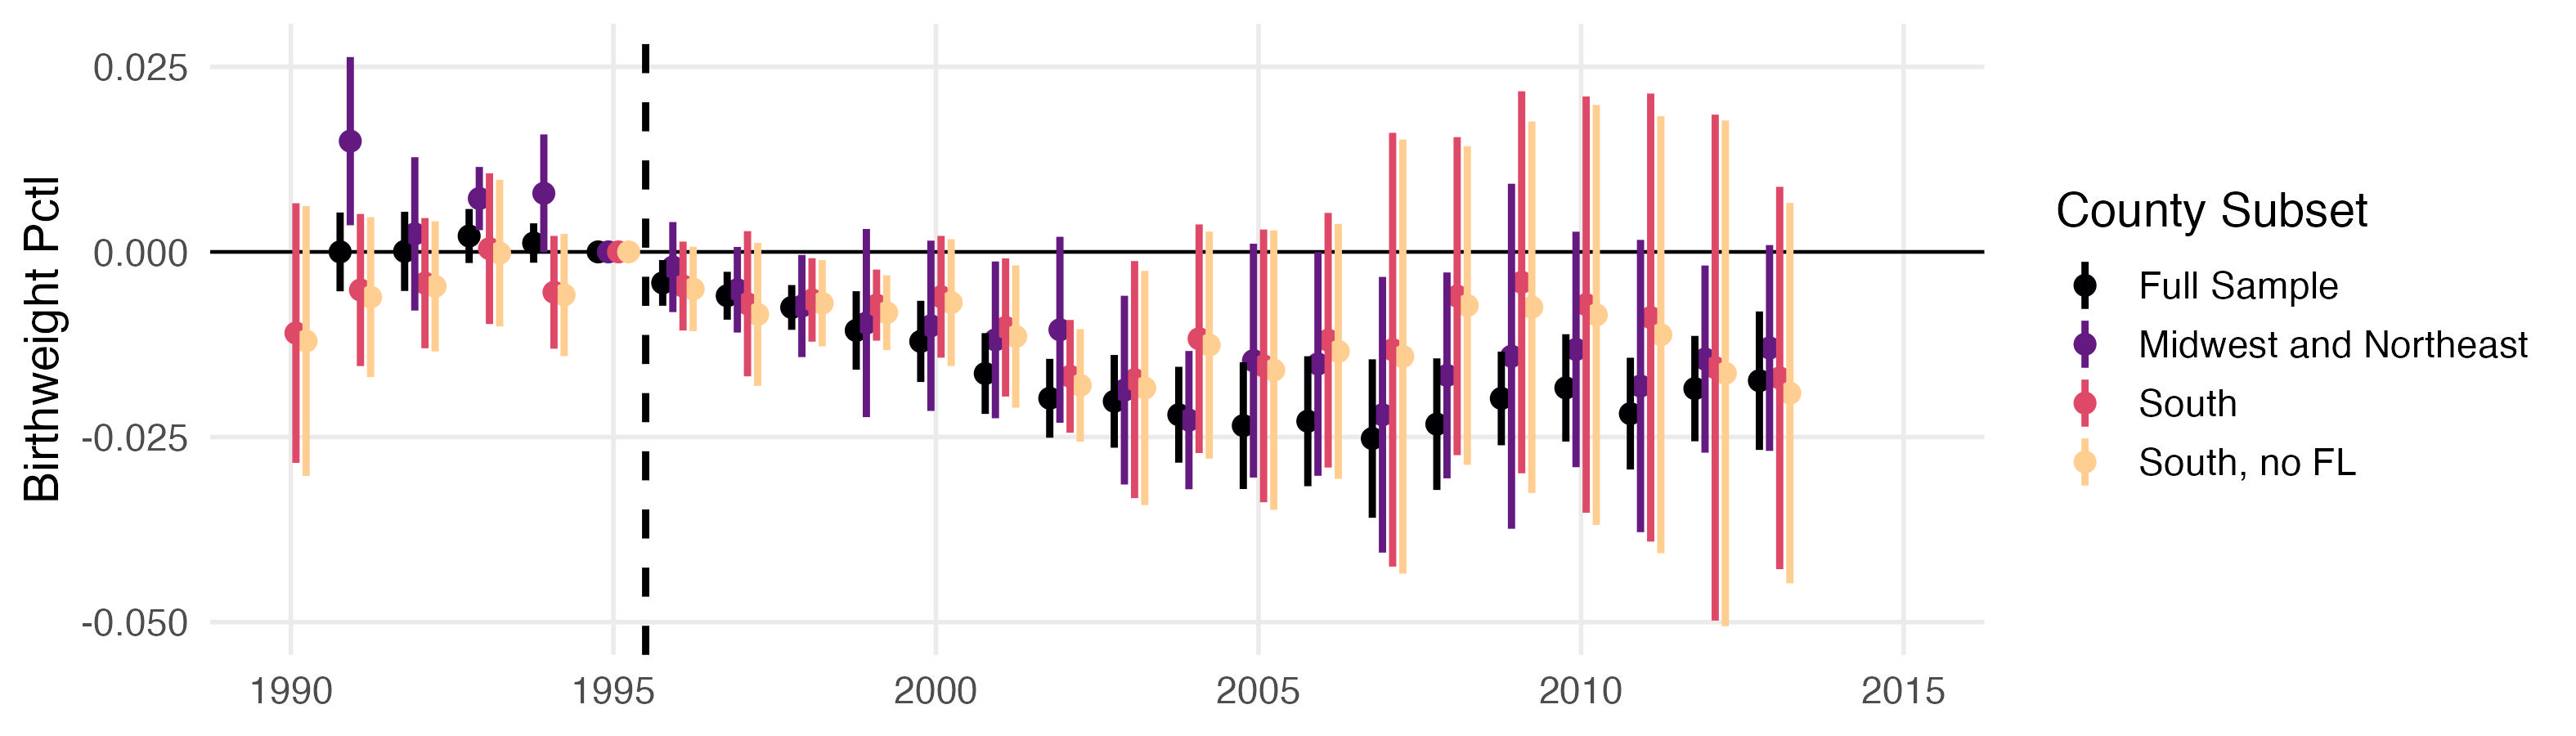 Birthweight Pctl
0.025
0.000
-0.025
-0.050
1990
1995
2000
2005
2010
2015
County Subset
Full Sample
Midwest and Northeast
South
South, no FL